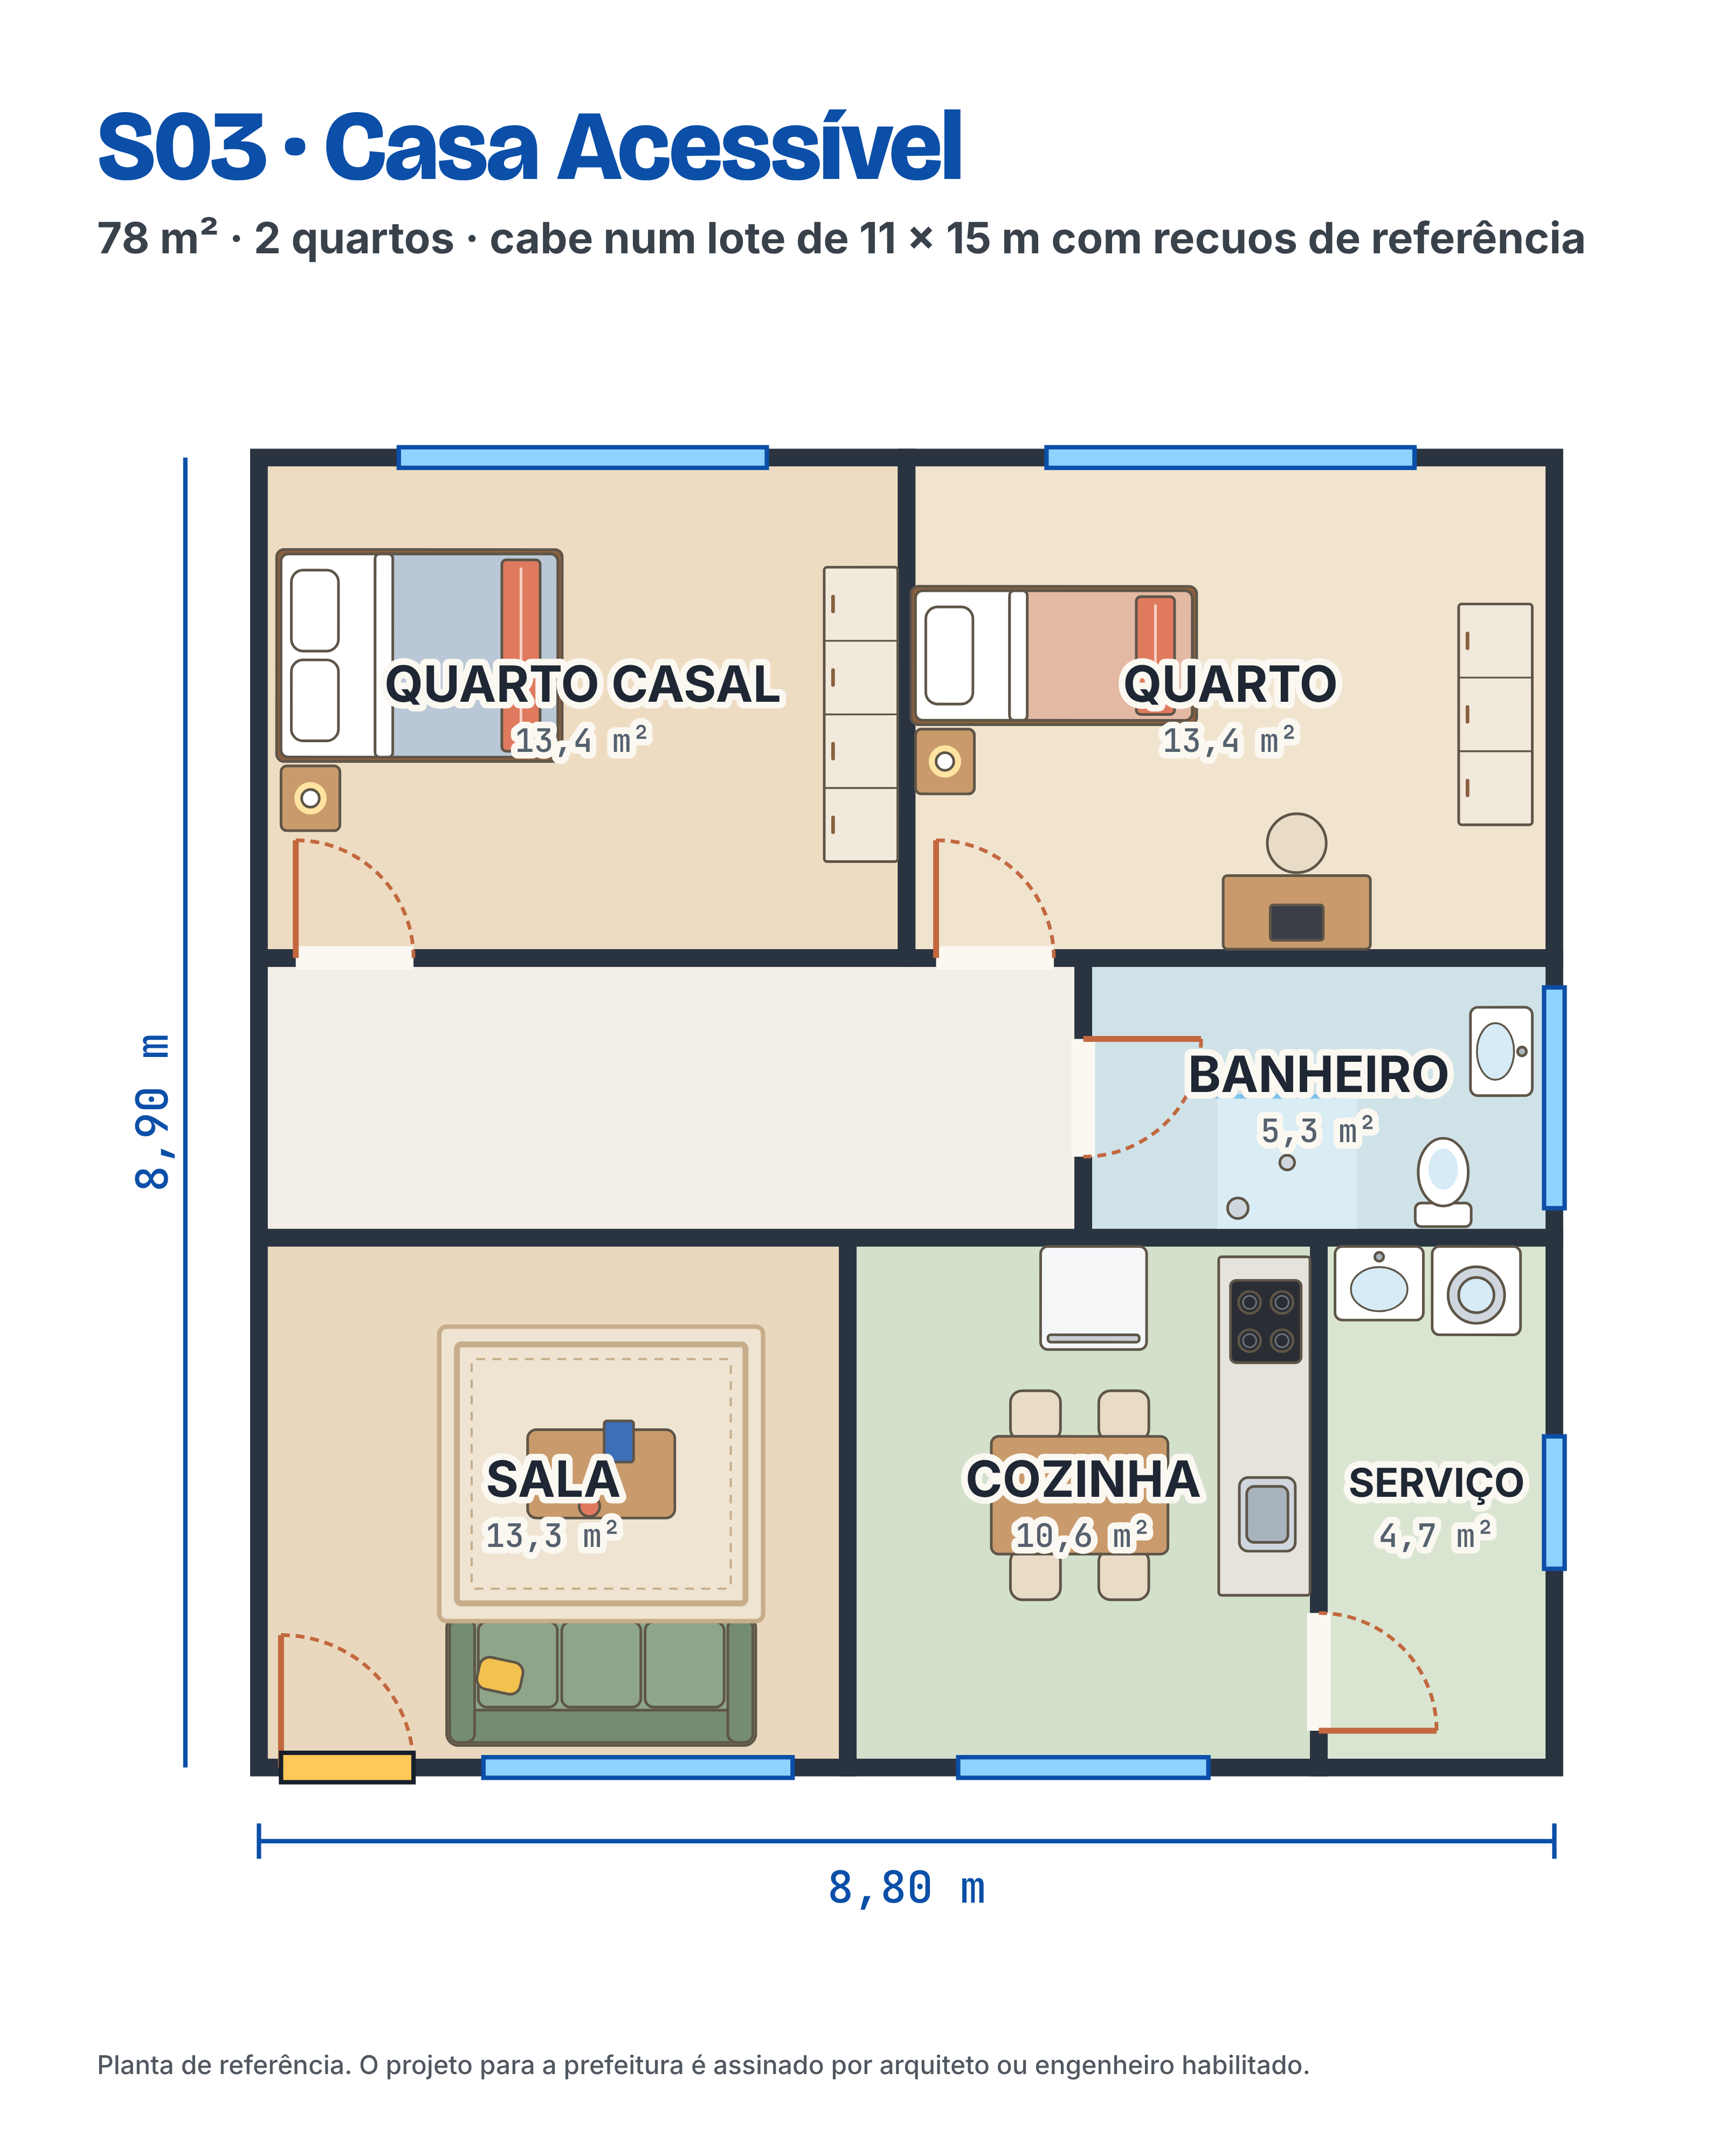 S03 · Casa Acessível
78 m² · 2 quartos · cabe num lote de 11 × 15 m com recuos de referência
QUARTO CASAL
13,4 m²
QUARTO
13,4 m²
8,90 m
BANHEIRO
5,3 m²
SALA
13,3 m²
COZINHA
10,6 m²
SERVIÇO
4,7 m²
8,80 m
Planta de referência. O projeto para a prefeitura é assinado por arquiteto ou engenheiro habilitado.